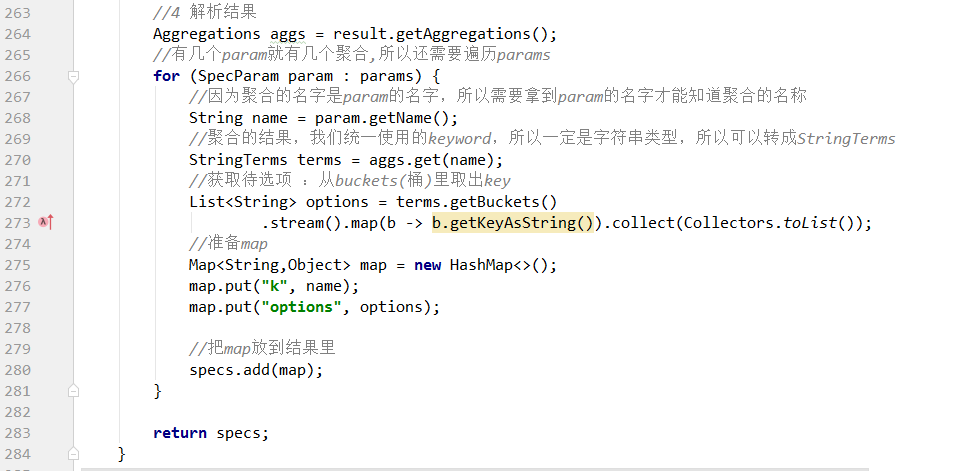 263 //4 解析结果
264 Aggregations aggs = result.getAggregations();
265 //有几个param就有几个聚合,所以还需要遍历params
266 for (SpecParam param : params) {
267 //因为聚合的名字是param的名字，所以需要拿到param的名字才能知道聚合的名称
268 String name = param.getName();
269 //聚合的结果，我们统一使用的keyword，所以一定是字符串类型，所以可以转成StringTerms
270 StringTerms terms = aggs.get(name);
271 //获取待选项 ：从buckets(桶)里取出key
272 List<String> options = terms.getBuckets()
273 .stream().map(b -> b.getKeyAsString()).collect(Collectors.toList());
274 //准备map
275 Map<String,Object> map = new HashMap<>();
276 map.put("k", name);
277 map.put("options", options);
278
279 //把map放到结果里
280 specs.add(map);
281 }
282
283 return specs;
284 }